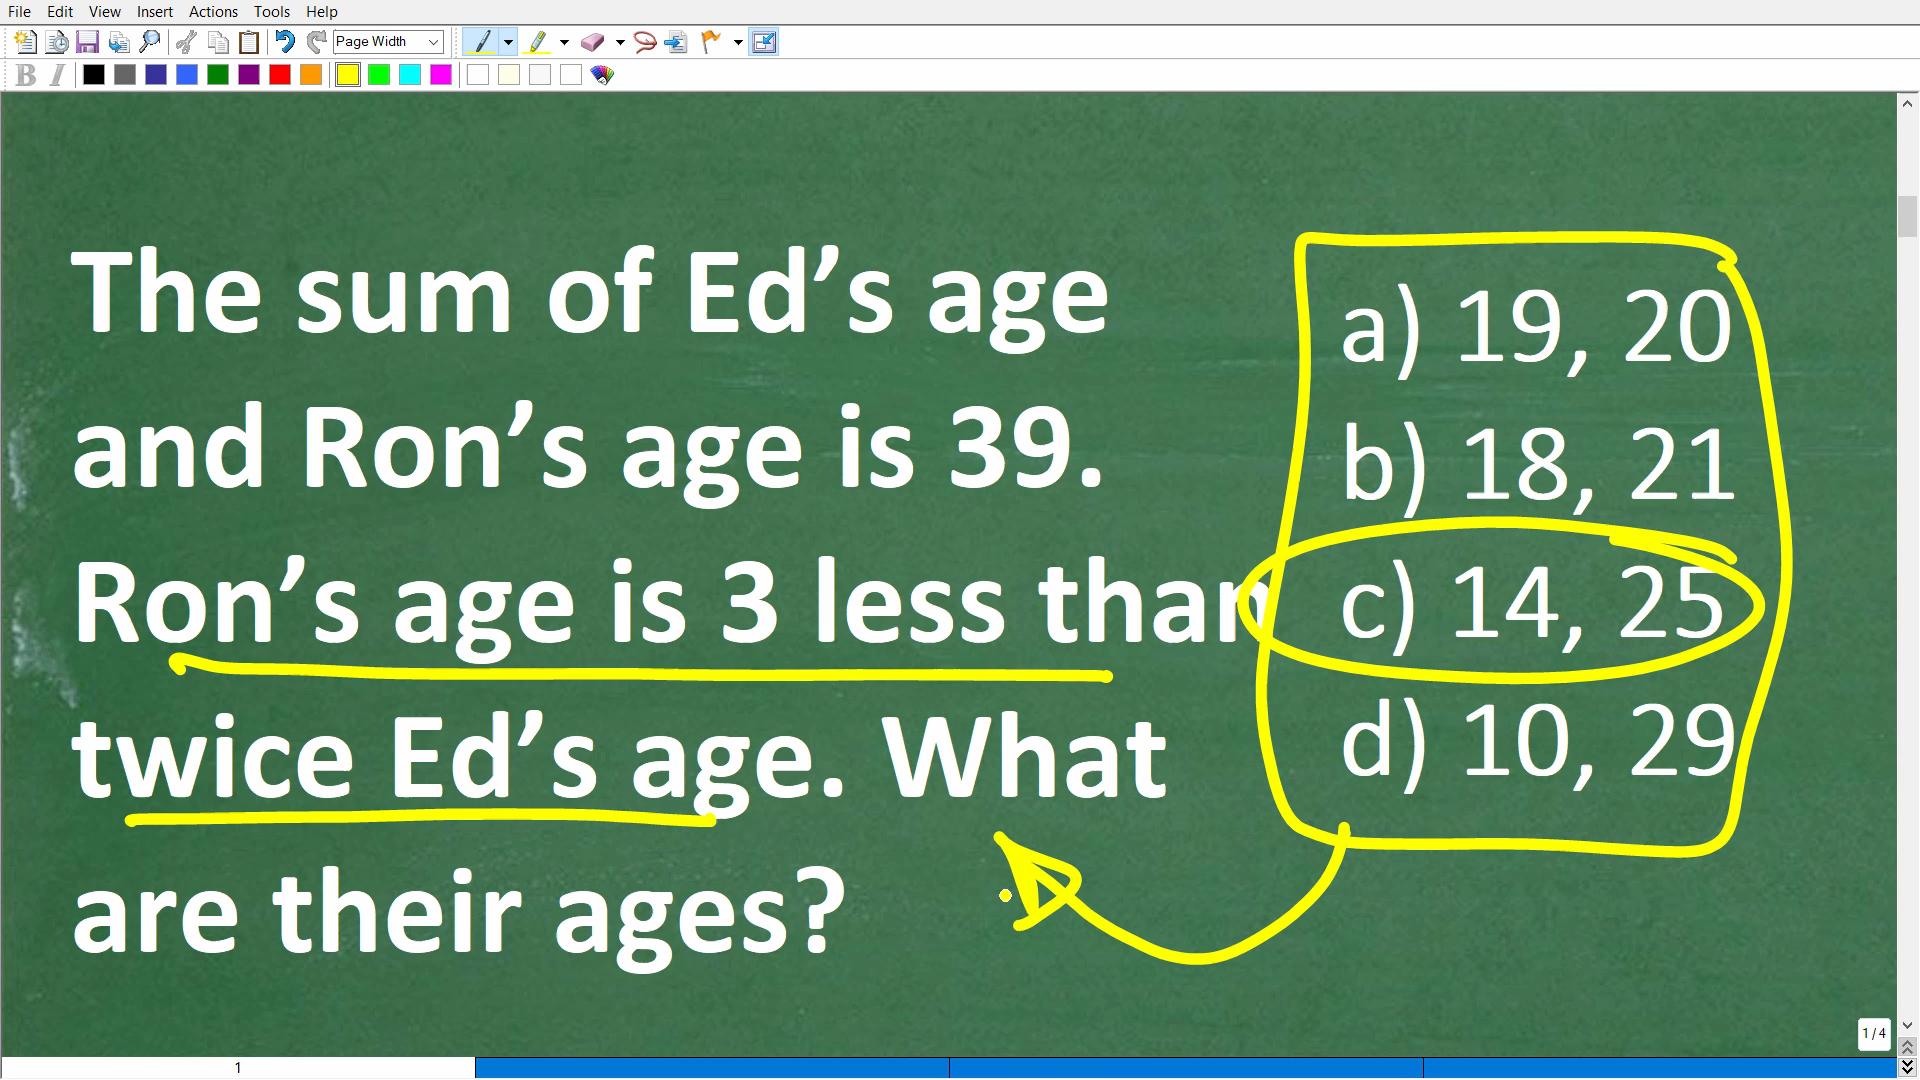 File Edit View Insert Actions Tools Help
Page Width
B I
The sum of Ed’s age
and Ron’s age is 39.
Ron’s age is 3 less than
twice Ed’s age. What
are their ages?
a) 19, 20
b) 18, 21
c) 14, 25
d) 10, 29
1 / 4
1